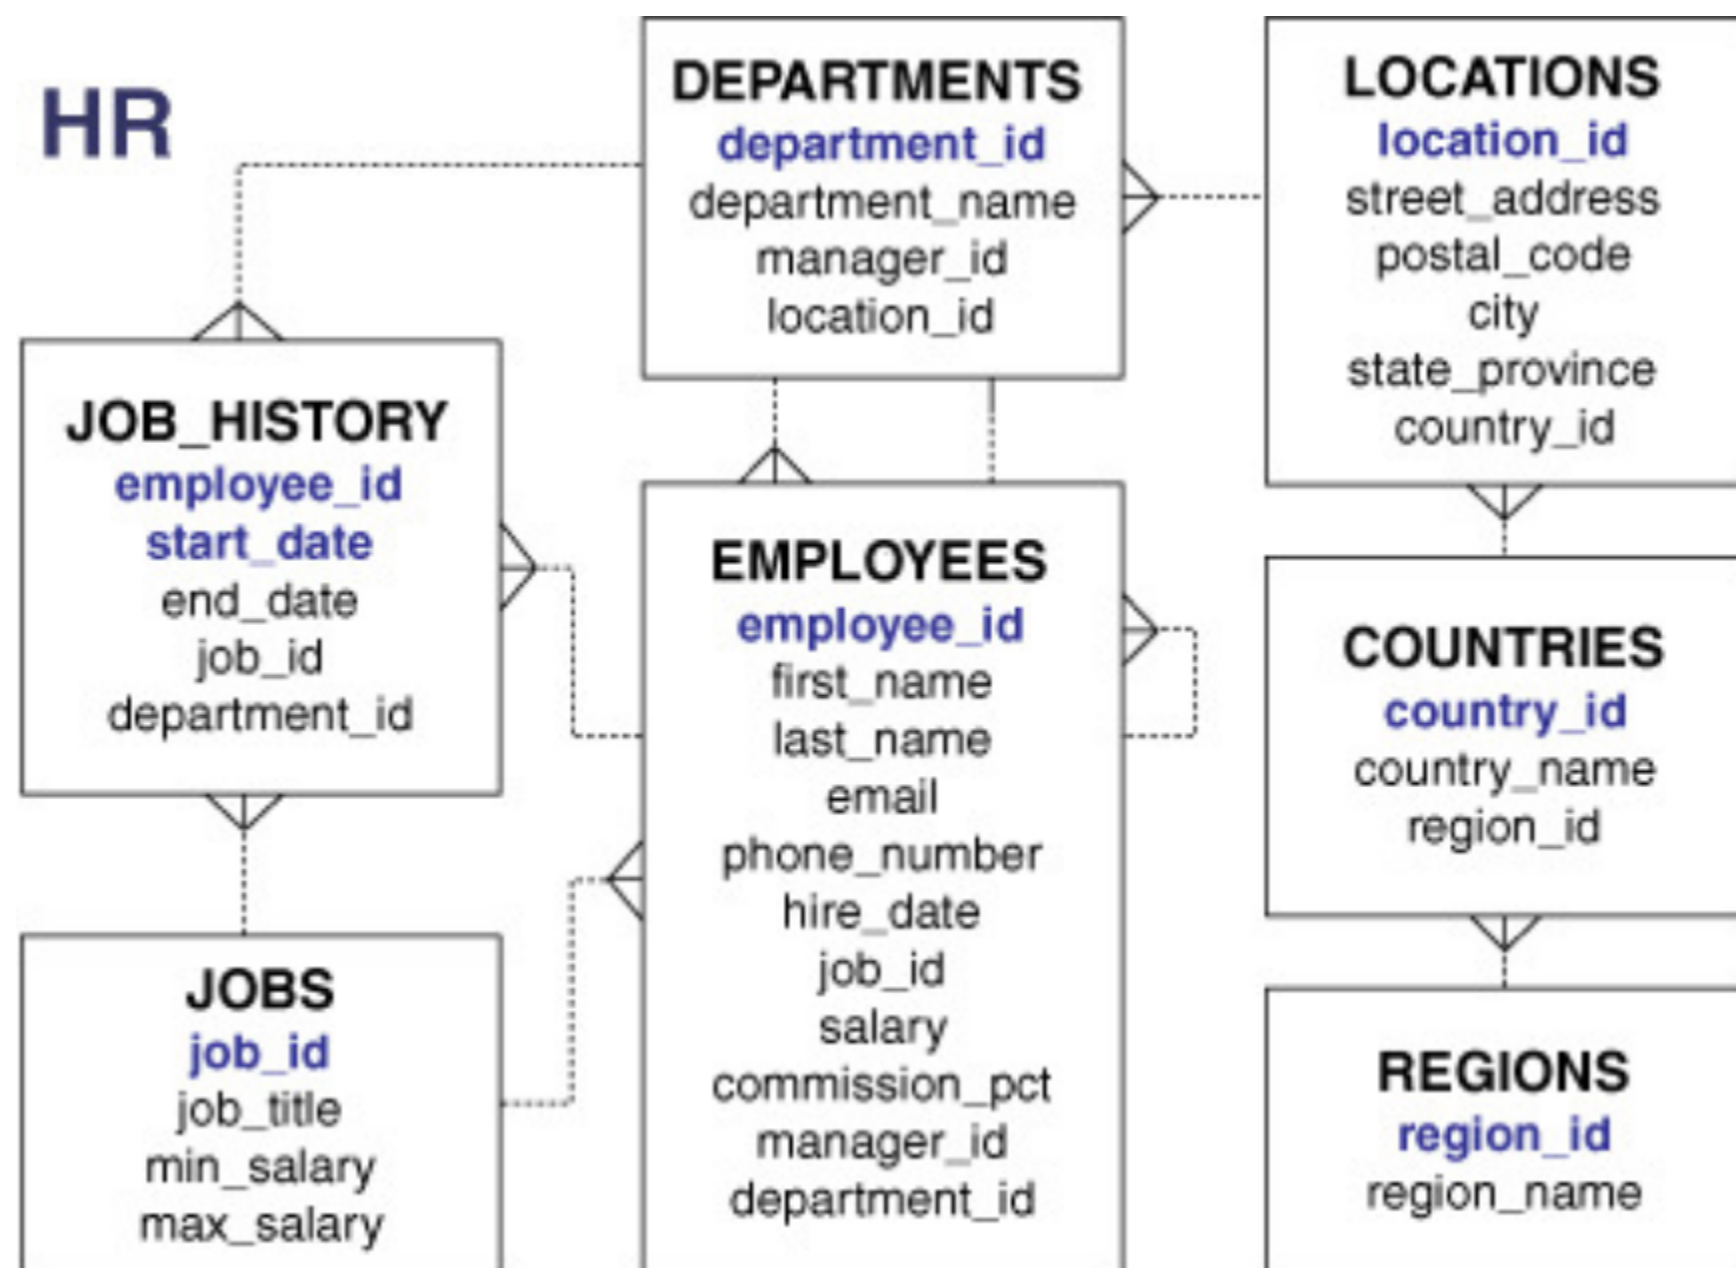 HR
DEPARTMENTS
department_id
department_name
manager_id
location_id
LOCATIONS
location_id
street_address
postal_code
city
state_province
country_id
JOB_HISTORY
employee_id
start_date
end_date
job_id
department_id
EMPLOYEES
employee_id
first_name
last_name
email
phone_number
hire_date
job_id
salary
commission_pct
manager_id
department_id
COUNTRIES
country_id
country_name
region_id
JOBS
job_id
job_title
min_salary
max_salary
REGIONS
region_id
region_name